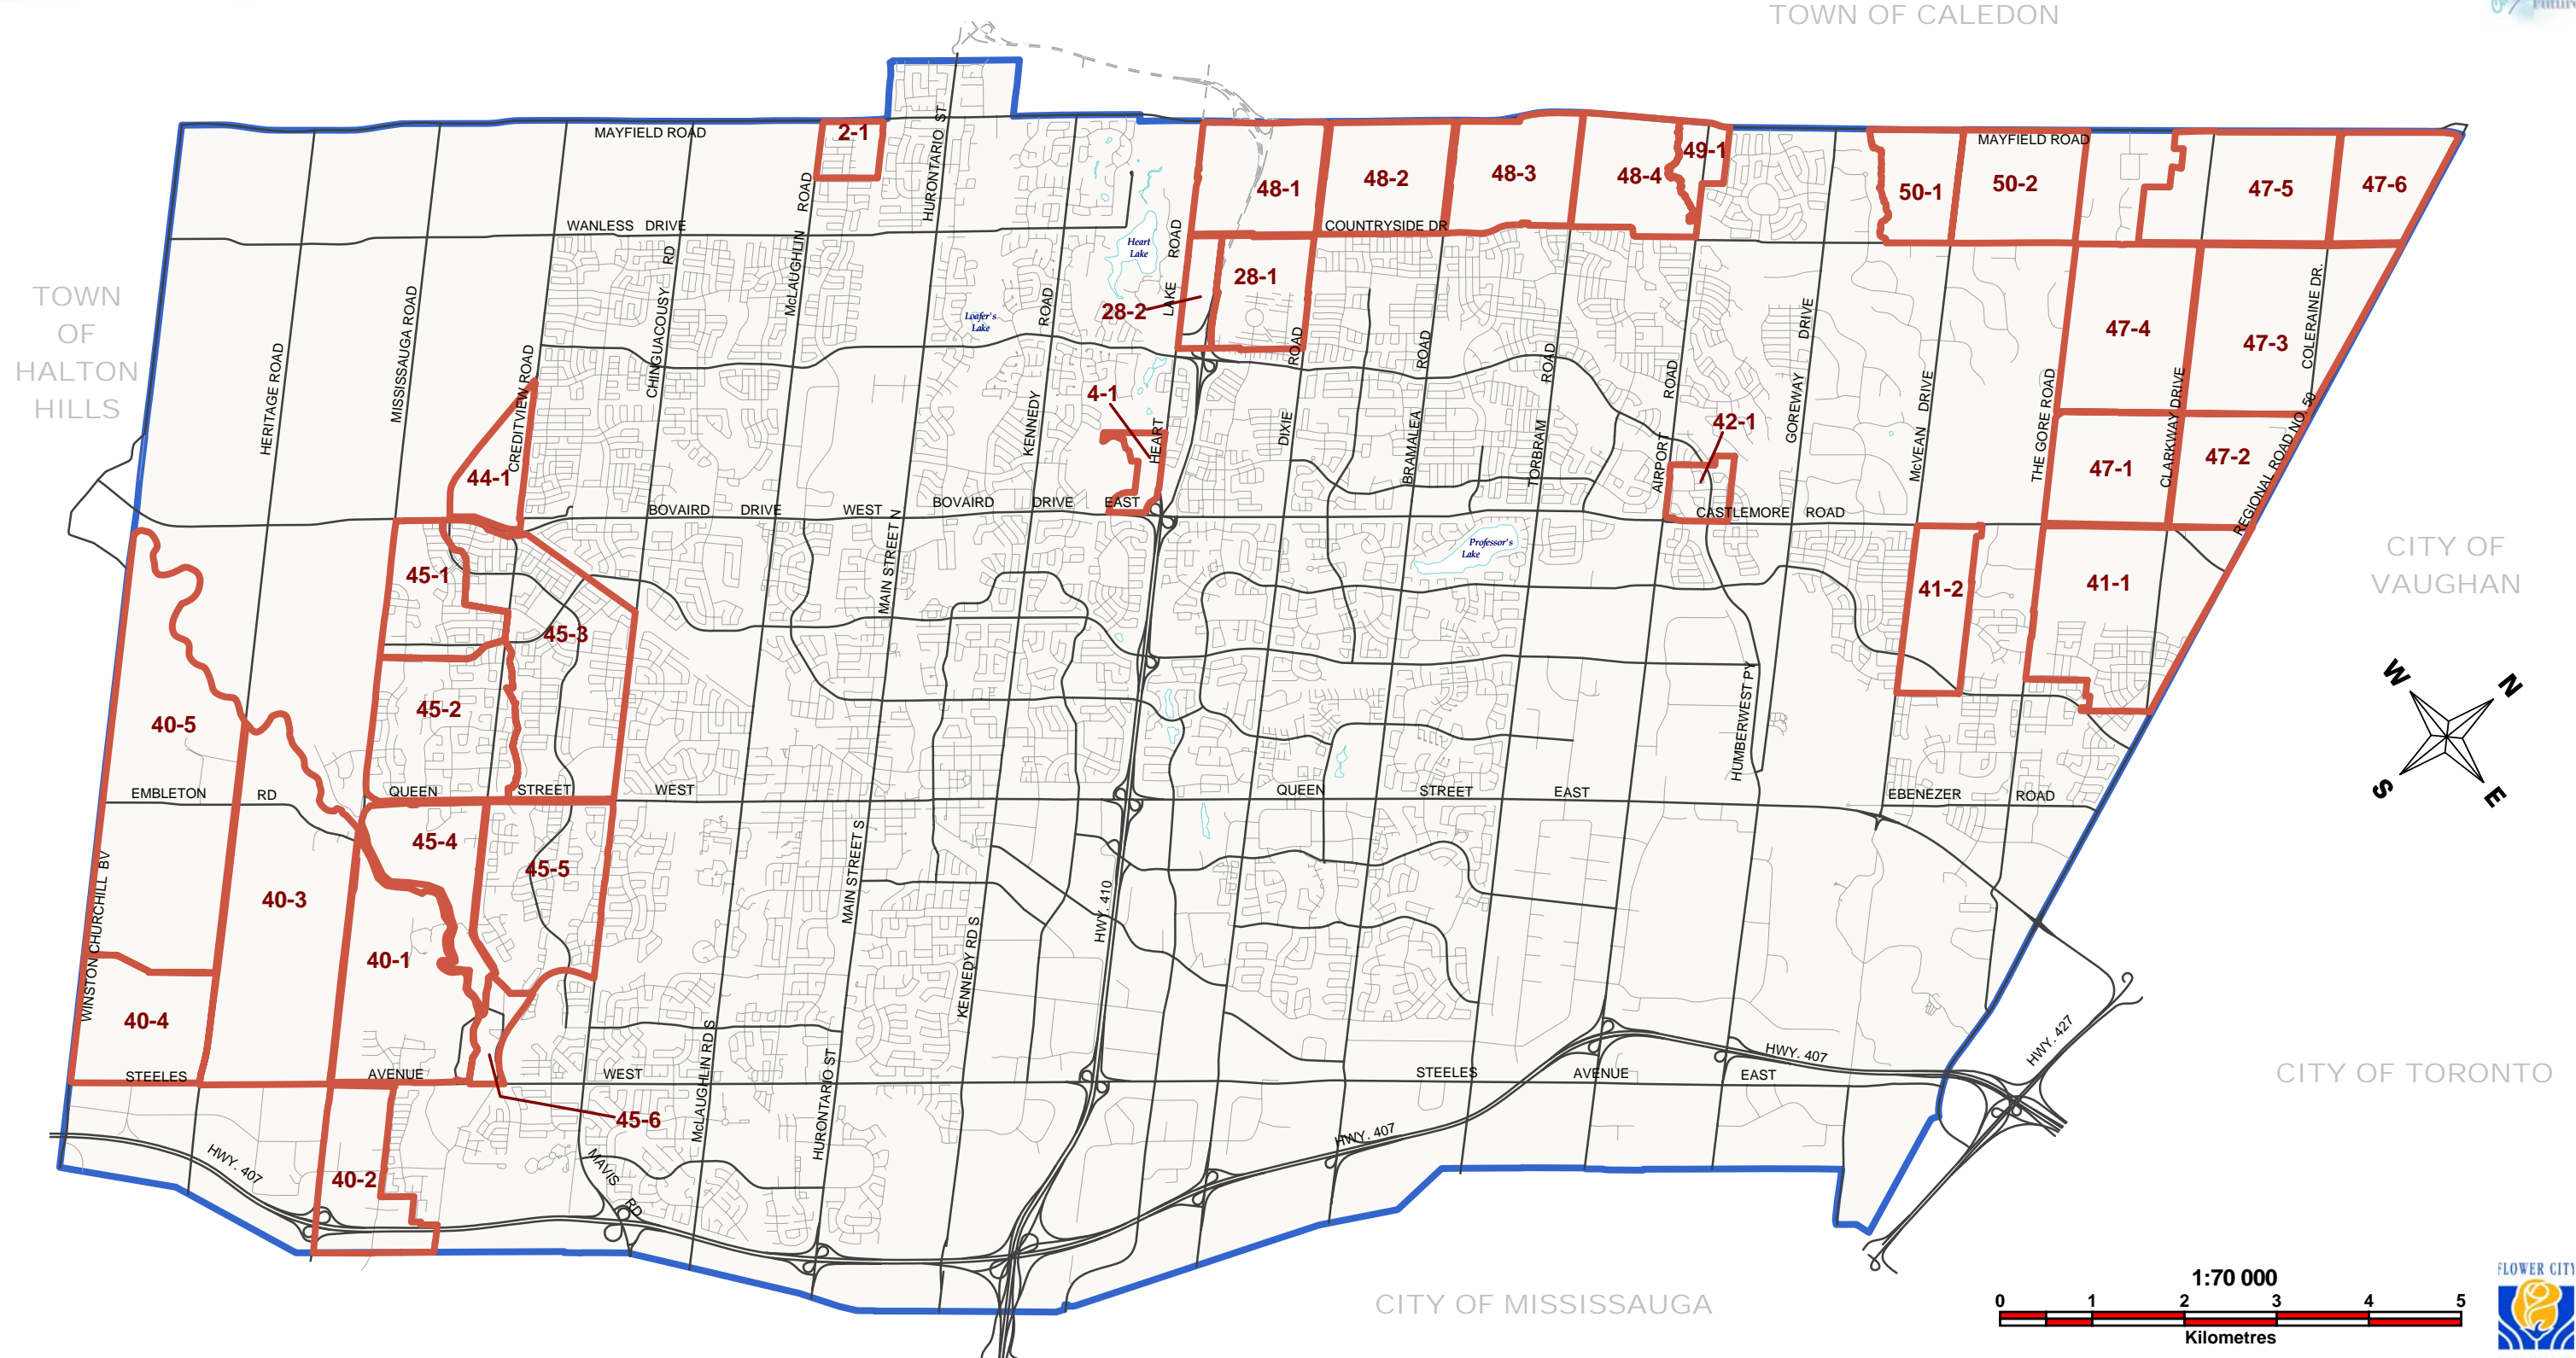 TOWN OF CALEDON
Future
MAYFIELD ROAD
2-1
HURONTARIO ST
MAYFIELD ROAD
49-1
48-1
48-2
48-3
48-4
50-1
50-2
47-5
47-6
McLAUGHLIN ROAD
WANLESS DRIVE
COUNTRYSIDE DR
Heart
Lake
HEART LAKE ROAD
28-1
28-2
TOWN
OF
HALTON
HILLS
HERITAGE ROAD
MISSISSAUGA ROAD
CREDITVIEW ROAD
CHINGUACOUSY RD
Loafer's
Lake
KENNEDY ROAD
DIXIE ROAD
BRAMALEA ROAD
TORBRAM ROAD
AIRPORT ROAD
GOREWAY DRIVE
McVEAN DRIVE
THE GORE ROAD
CLARKWAY DRIVE
COLERAINE DR.
REGIONAL ROAD NO. 50
47-4
47-3
4-1
42-1
44-1
47-1
47-2
BOVAIRD DRIVE WEST
BOVAIRD DRIVE EAST
CASTLEMORE ROAD
MAIN STREET N
Professor's
Lake
CITY OF
VAUGHAN
45-1
41-2
41-1
45-3
45-2
40-5
HUMBERWEST PY
W
N
S
E
EMBLETON RD
QUEEN STREET WEST
QUEEN STREET EAST
EBENEZER ROAD
45-4
45-5
40-3
40-1
WINSTON CHURCHILL BV
MAIN STREET S
HWY. 410
KENNEDY RD S
40-4
McLAUGHLIN RD S
HURONTARIO ST
HWY. 407
HWY. 427
STEELES AVENUE WEST
STEELES AVENUE EAST
CITY OF TORONTO
45-6
HWY. 407
HWY. 407
40-2
MAVIS RD
CITY OF MISSISSAUGA
1:70 000
0 1 2 3 4 5
Kilometres
FLOWER CITY